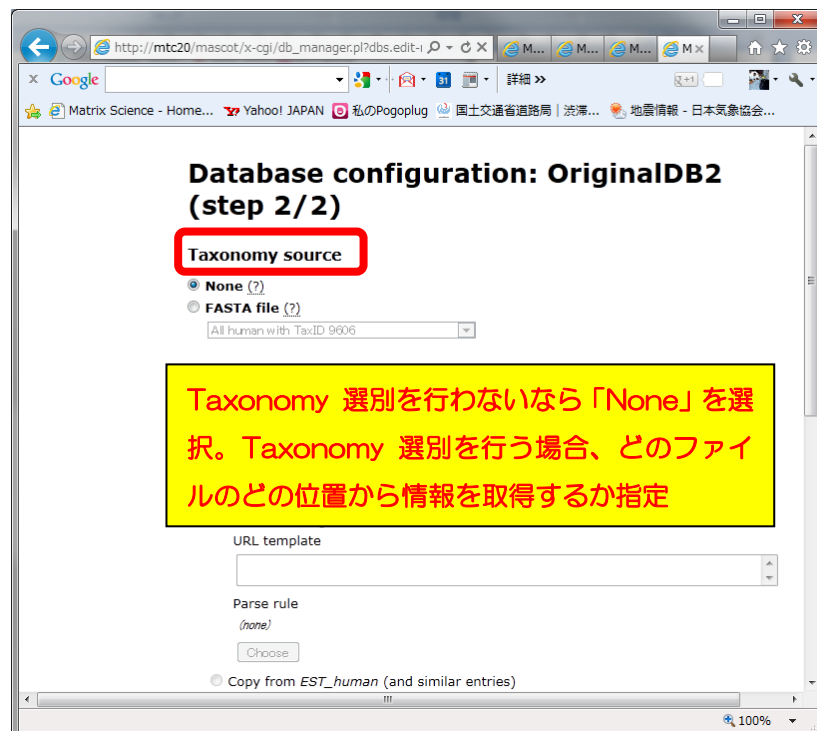 http://mtc20/mascot/x-cgi/db_manager.pl?dbs.edit-
M...
M...
M...
M
Google
31
詳細 »
Matrix Science - Home...
Yahoo! JAPAN
私のPogoplug
国土交通省道路局｜渋滞...
地震情報 - 日本気象協会...
Database configuration: OriginalDB2
(step 2/2)
Taxonomy source
None (?)
FASTA file (?)
All human with TaxID 9606
Taxonomy 選別を行わないなら「None」を選
択。Taxonomy 選別を行う場合、どのファイ
ルのどの位置から情報を取得するか指定
URL template
Parse rule
(none)
Choose
Copy from EST_human (and similar entries)
100%